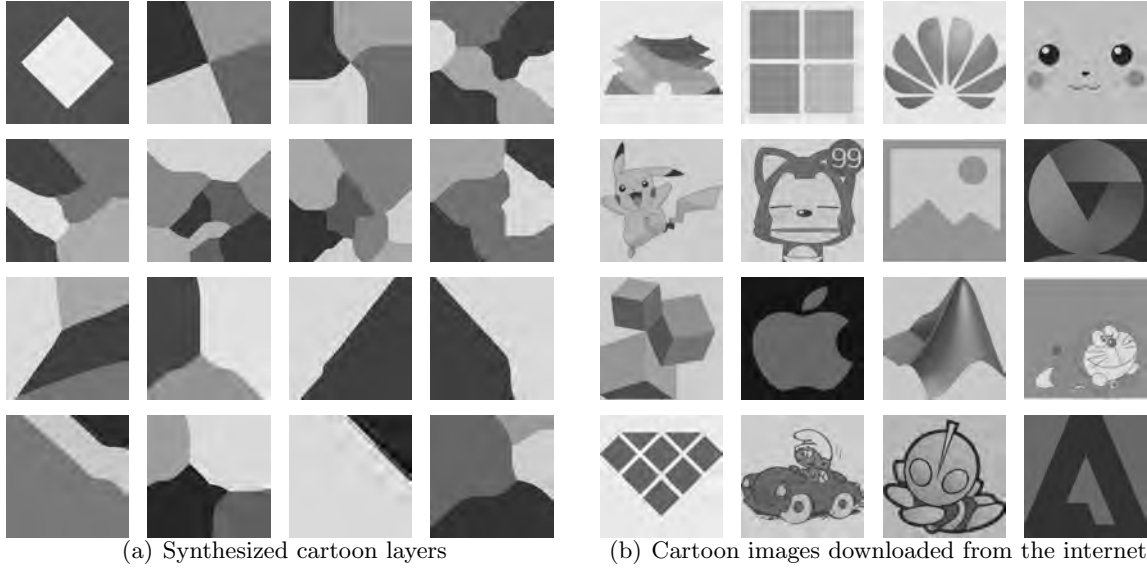 99
(a) Synthesized cartoon layers
(b) Cartoon images downloaded from the internet